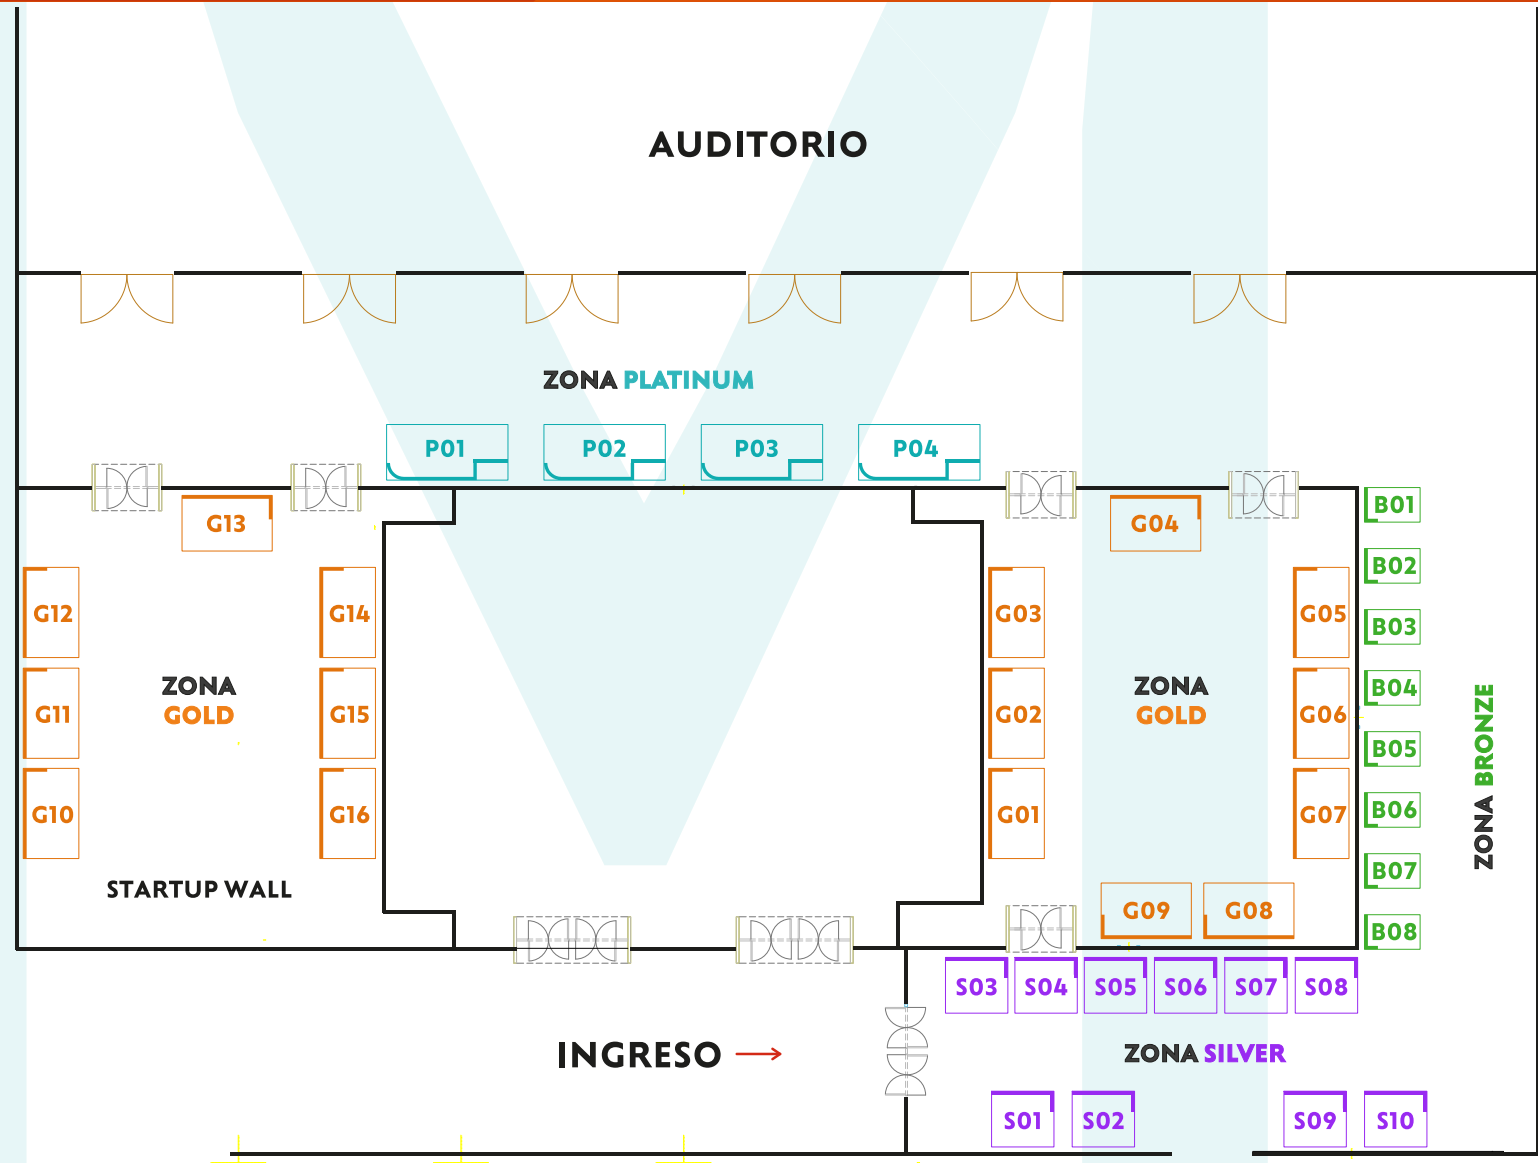 AUDITORIO
ZONA PLATINUM
P01
P02
P03
P04
G13
G12
G14
G11
G15
G10
G16
ZONA
GOLD
STARTUP WALL
G04
G03
G05
G02
G06
G01
G07
G09
G08
ZONA
GOLD
B01
B02
B03
B04
B05
B06
B07
B08
ZONA BRONZE
S03
S04
S05
S06
S07
S08
INGRESO
ZONA SILVER
S01
S02
S09
S10